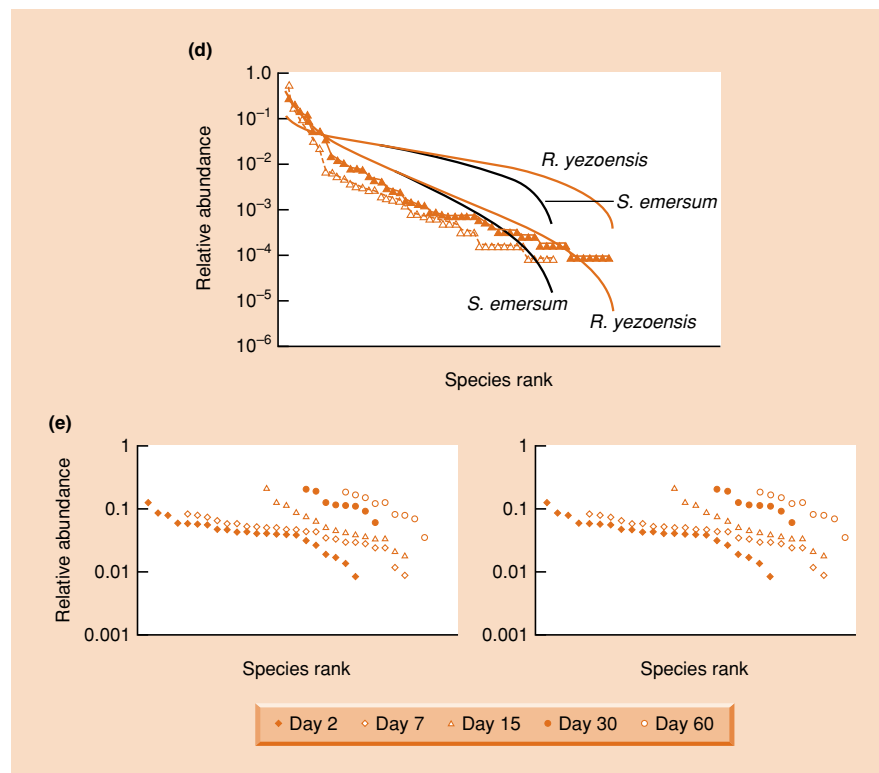 (d)
1.0
10⁻¹
10⁻²
10⁻³
10⁻⁴
10⁻⁵
10⁻⁶
Relative abundance
R. yezoensis
S. emersum
S. emersum
R. yezoensis
Species rank
(e)
1
0.1
0.01
0.001
Relative abundance
Species rank
1
0.1
0.01
0.001
Species rank
Day 2 Day 7 Day 15 Day 30 Day 60